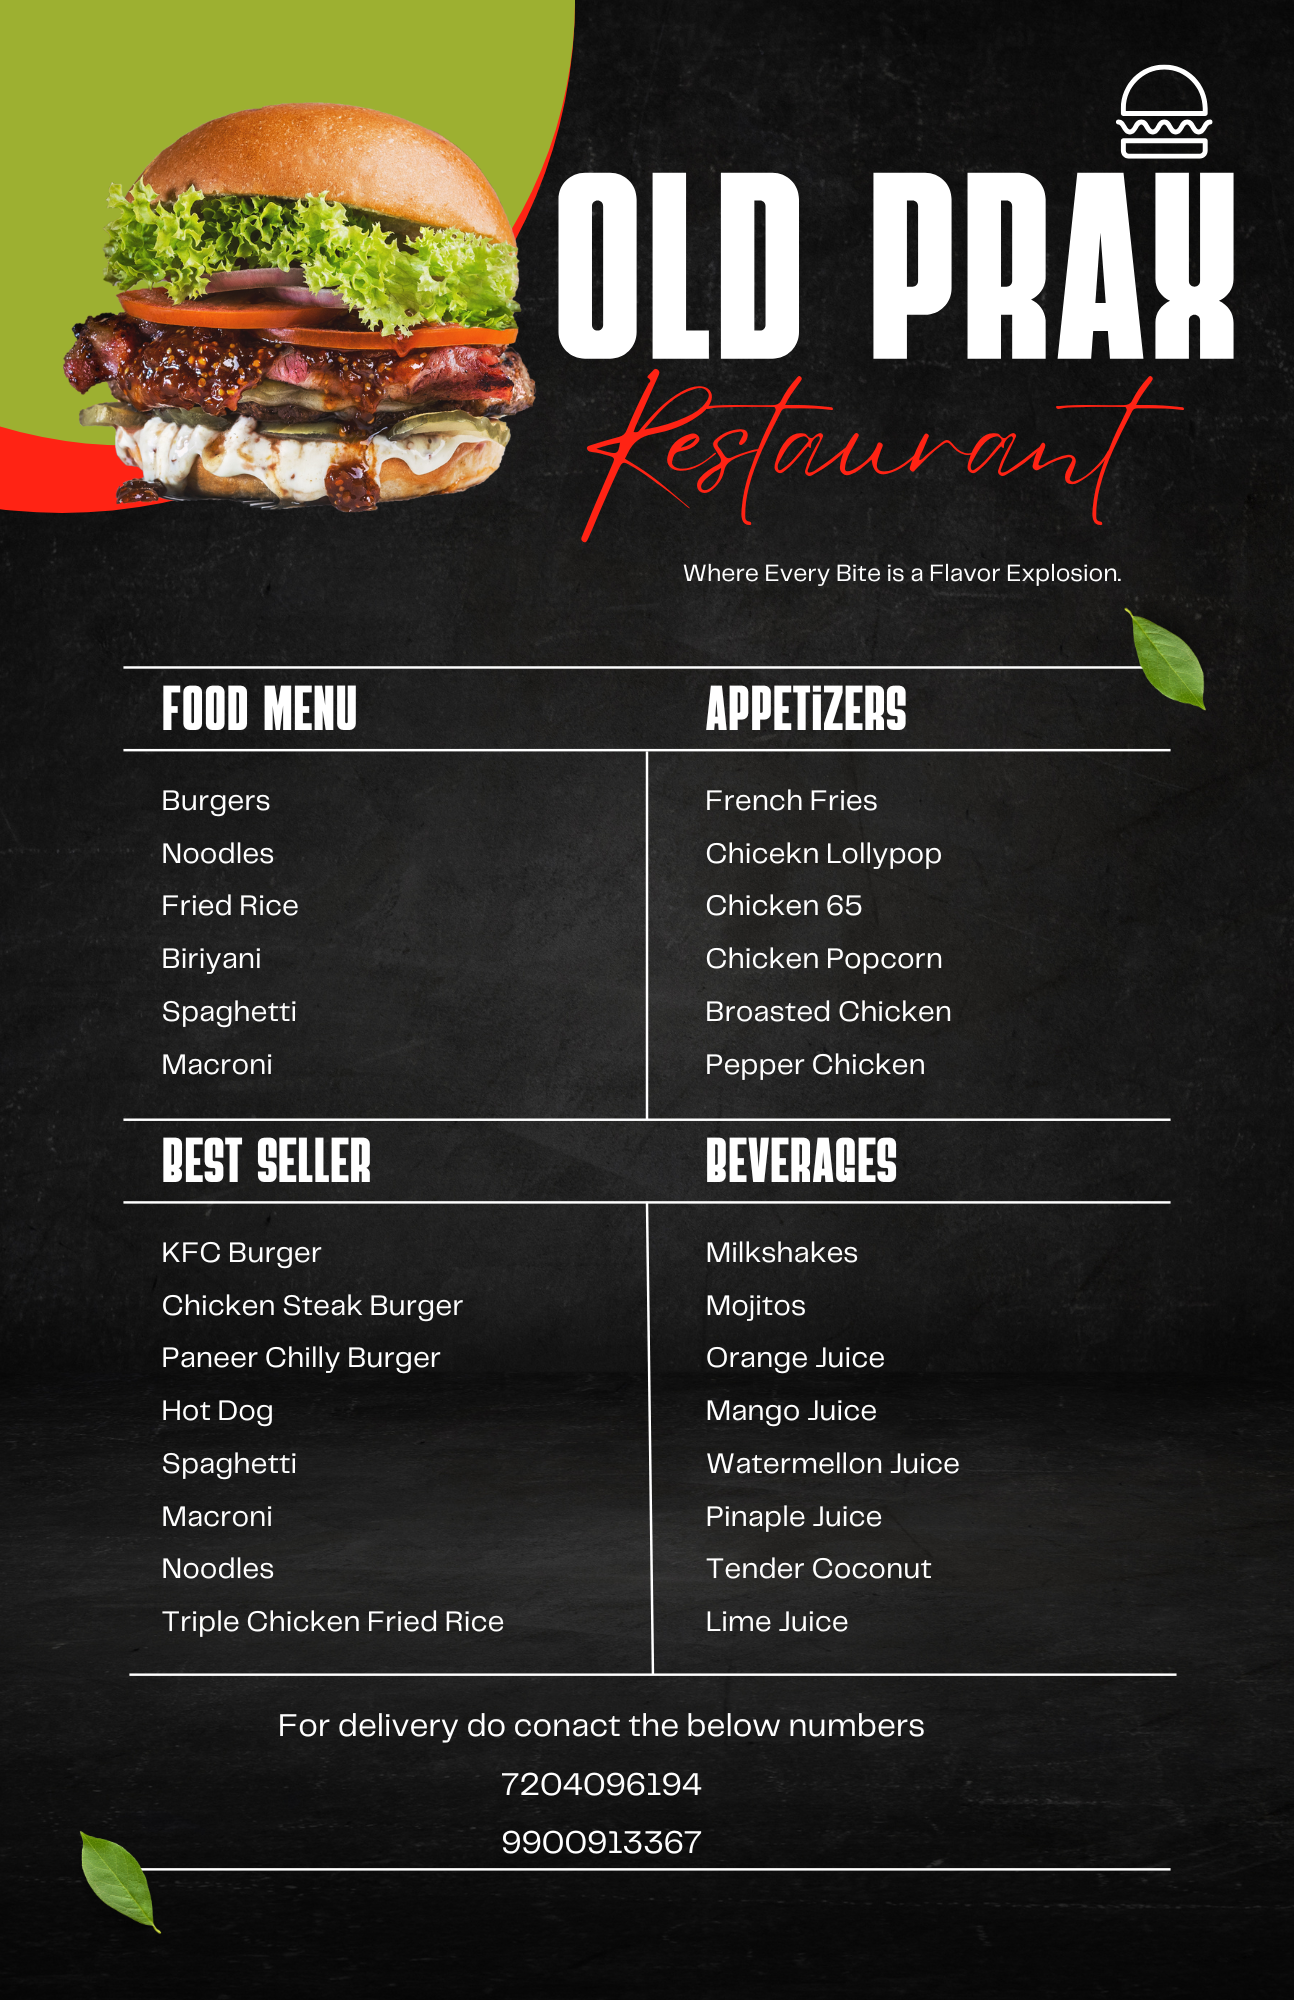 OLD PRAX
Restaurant
Where Every Bite is a Flavor Explosion.
FOOD MENU
Burgers
Noodles
Fried Rice
Biriyani
Spaghetti
Macroni
APPETiZERS
French Fries
Chicekn Lollypop
Chicken 65
Chicken Popcorn
Broasted Chicken
Pepper Chicken
BEST SELLER
KFC Burger
Chicken Steak Burger
Paneer Chilly Burger
Hot Dog
Spaghetti
Macroni
Noodles
Triple Chicken Fried Rice
BEVERAGES
Milkshakes
Mojitos
Orange Juice
Mango Juice
Watermellon Juice
Pinaple Juice
Tender Coconut
Lime Juice
For delivery do conact the below numbers
7204096194
9900913367